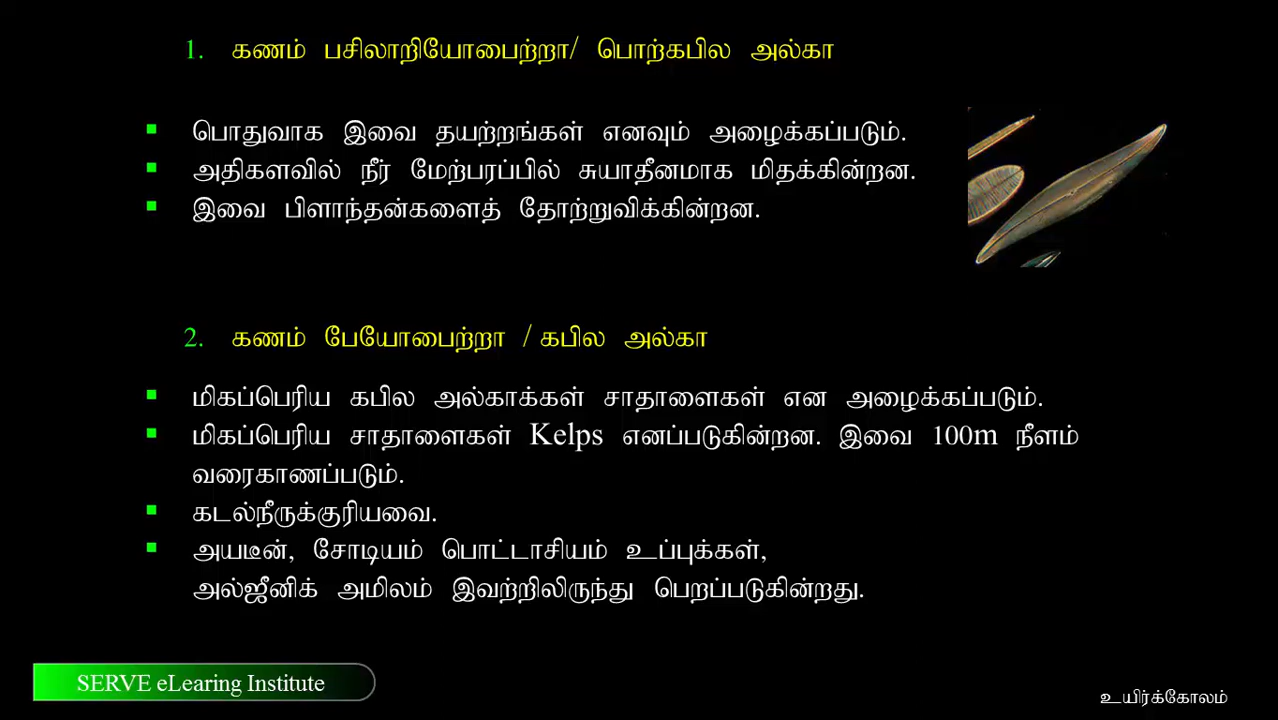 1. கணம் பசிலாறியோபைற்றா/ பொற்கபில அல்கா
பொதுவாக இவை தயற்றங்கள் எனவும் அழைக்கப்படும்.
அதிகளவில் நீர் மேற்பரப்பில் சுயாதீனமாக மிதக்கின்றன.
இவை பிளாந்தன்களைத் தோற்றுவிக்கின்றன.
2. கணம் பேயோபைற்றா / கபில அல்கா
மிகப்பெரிய கபில அல்காக்கள் சாதாளைகள் என அழைக்கப்படும்.
மிகப்பெரிய சாதாளைகள் Kelps எனப்படுகின்றன. இவை 100m நீளம்
வரைகாணப்படும்.
கடல்நீருக்குரியவை.
அயடீன், சோடியம் பொட்டாசியம் உப்புக்கள்,
அல்ஜீனிக் அமிலம் இவற்றிலிருந்து பெறப்படுகின்றது.
SERVE eLearing Institute
உயிர்க்கோலம்